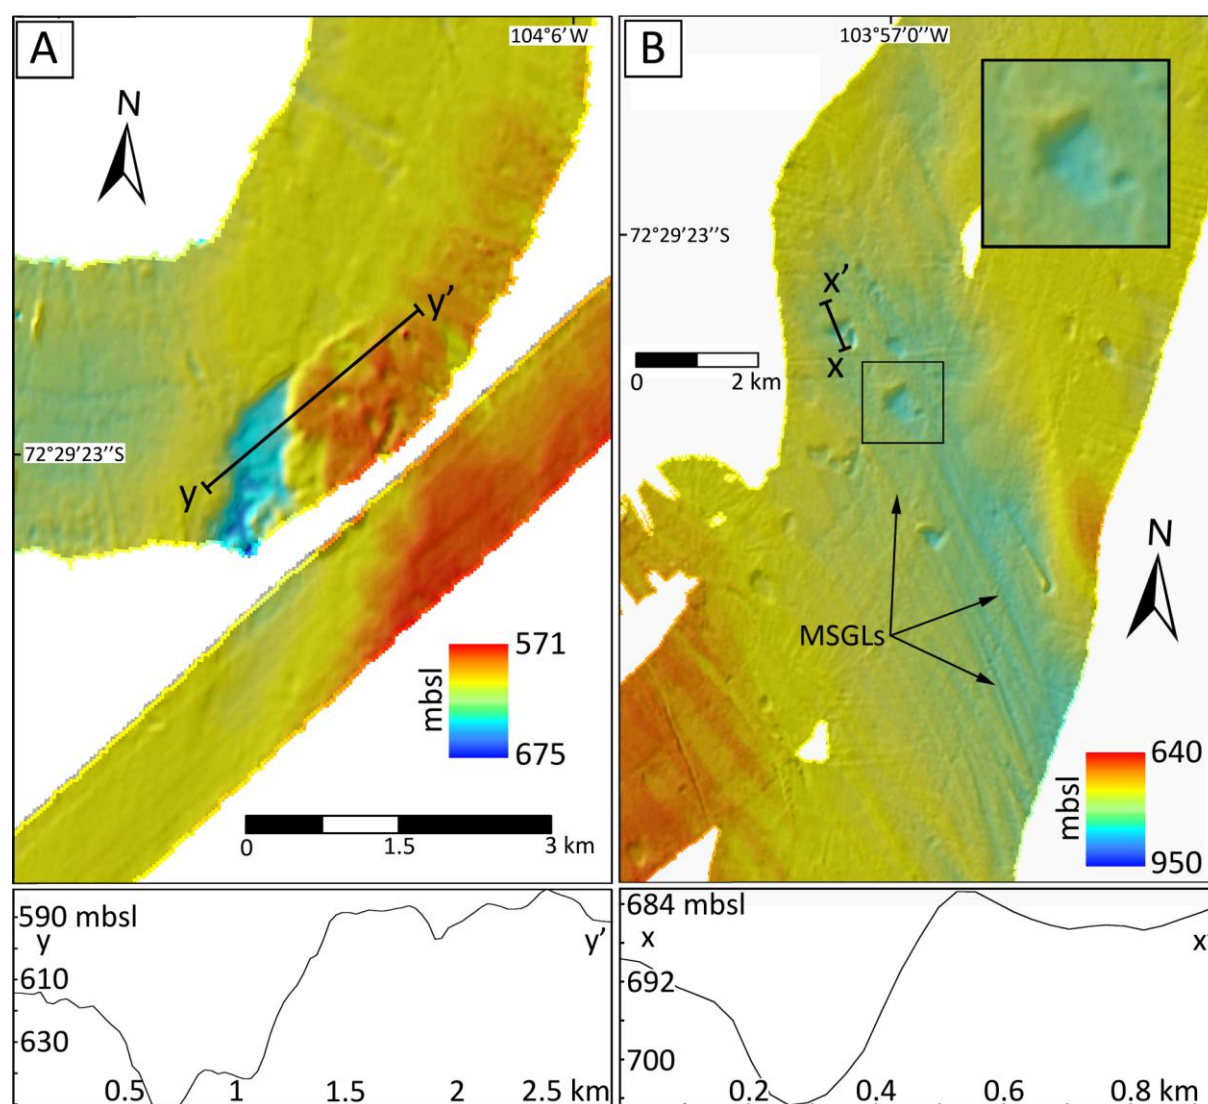 A
104°6'W
N
y'
y
72°29'23''S
571
mbsl
675
0
1.5
3 km
B
103°57'0''W
72°29'23''S
x'
x
0
2 km
MSGLs
N
640
mbsl
950
590 mbsl
y
y'
610
630
0.5
1
1.5
2
2.5 km
684 mbsl
x
x'
692
700
0.2
0.4
0.6
0.8 km